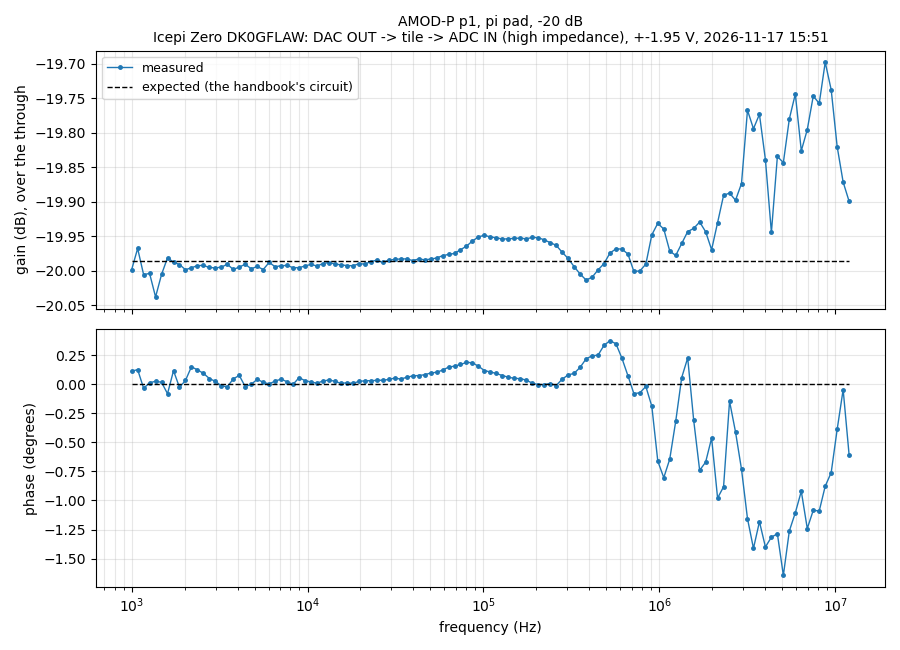 AMOD-P p1, pi pad, -20 dB
Icepi Zero DK0GFLAW: DAC OUT -> tile -> ADC IN (high impedance), +-1.95 V, 2026-11-17 15:51
measured
expected (the handbook's circuit)
gain (dB), over the through
−19.70
−19.75
−19.80
−19.85
−19.90
−19.95
−20.00
−20.05
phase (degrees)
0.25
0.00
−0.25
−0.50
−0.75
−1.00
−1.25
−1.50
10³ 10⁴ 10⁵ 10⁶ 10⁷
frequency (Hz)